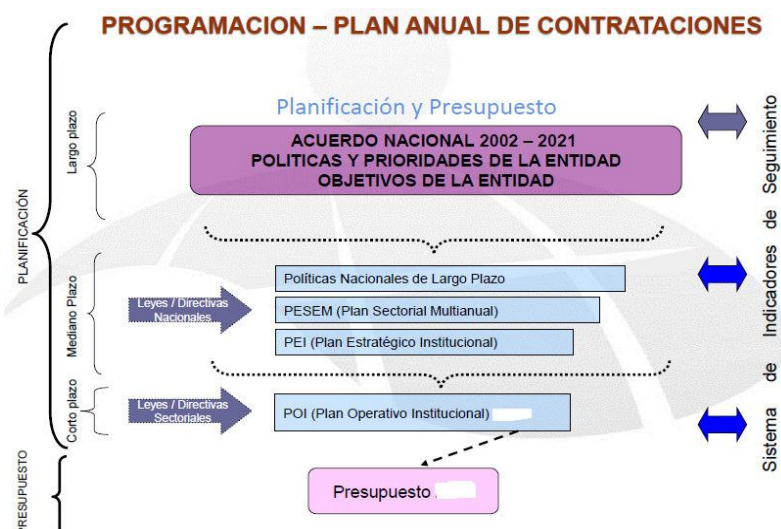 PROGRAMACION – PLAN ANUAL DE CONTRATACIONES
Planificación y Presupuesto
ACUERDO NACIONAL 2002 – 2021
POLITICAS Y PRIORIDADES DE LA ENTIDAD
OBJETIVOS DE LA ENTIDAD
PLANIFICACIÓN
Largo plazo
Mediano Plazo
Leyes / Directivas
Nacionales
Políticas Nacionales de Largo Plazo
PESEM (Plan Sectorial Multianual)
PEI (Plan Estratégico Institucional)
Corto plazo
Leyes / Directivas
Sectoriales
POI (Plan Operativo Institucional)
PRESUPUESTO
Presupuesto
Sistema de Indicadores de Seguimiento